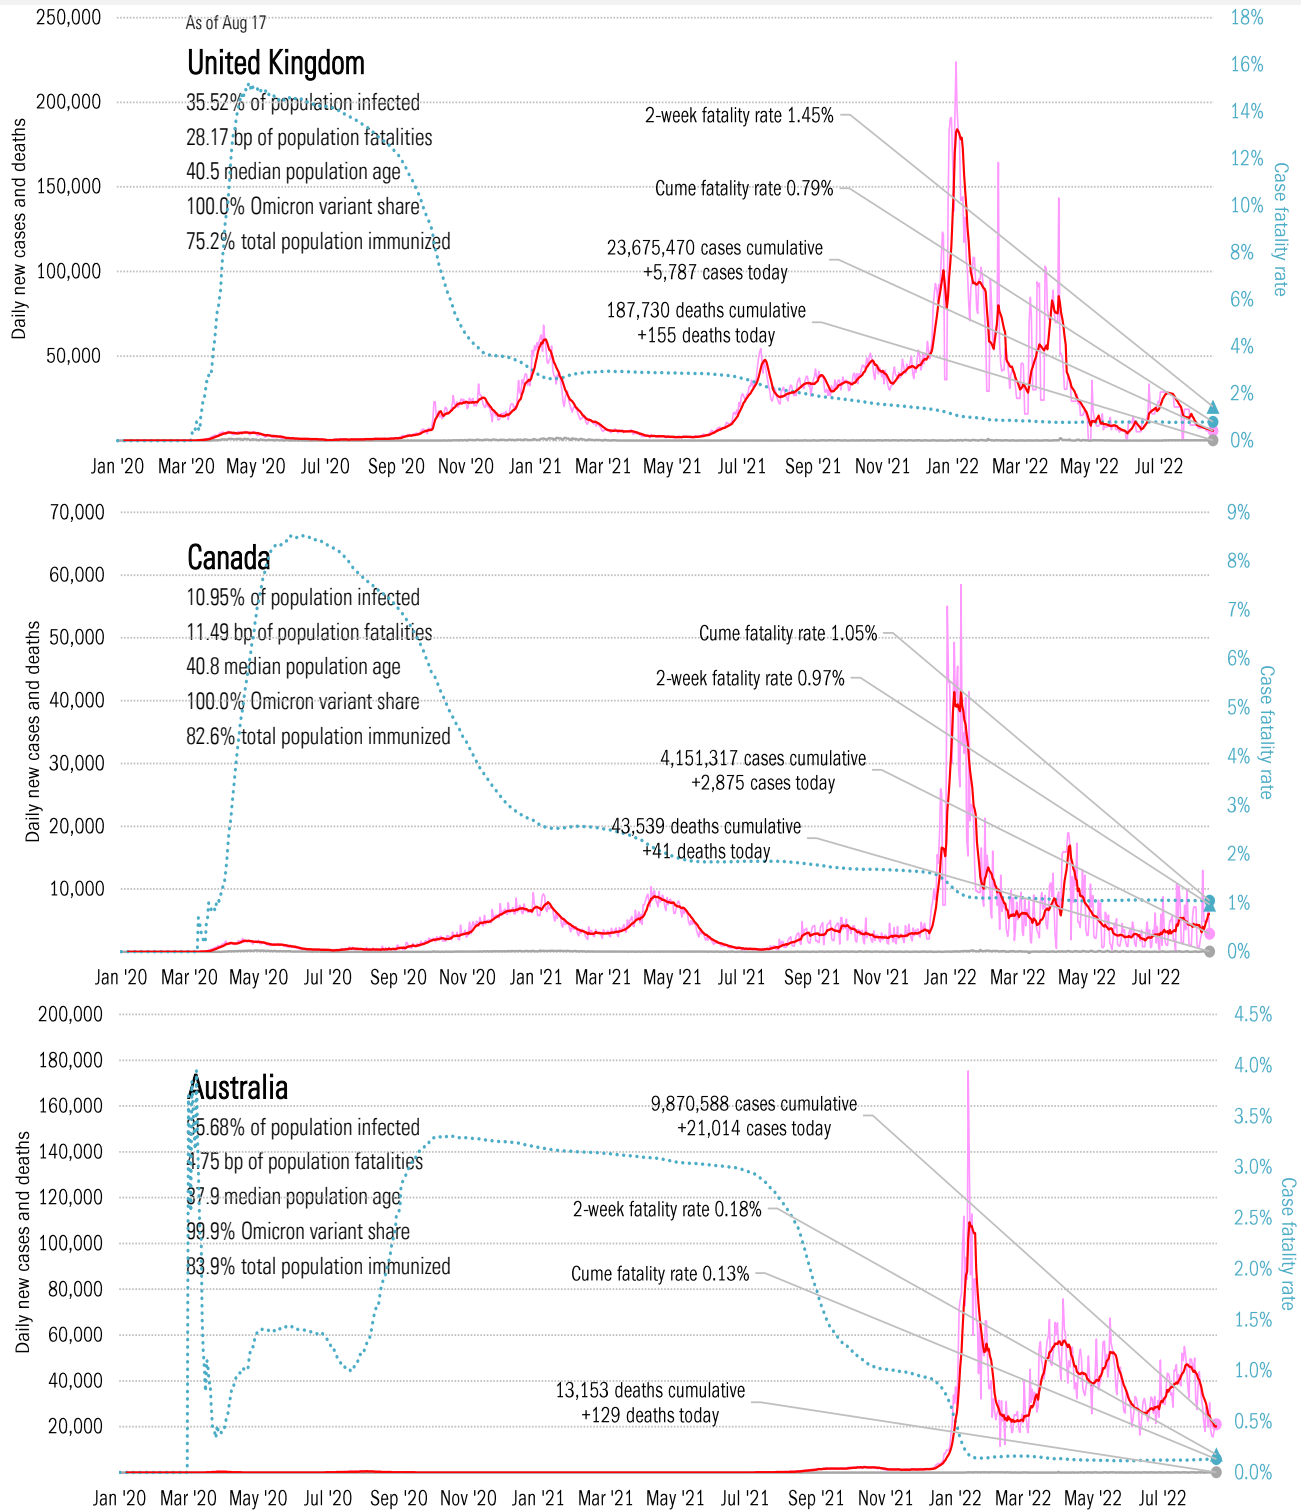 250,000
As of Aug 17
18%
United Kingdom
16%
35.52% of population infected
200,000
2-week fatality rate 1.45%
14%
28.17 bp of population fatalities
12%
40.5 median population age
150,000
Cume fatality rate 0.79%
10%
100.0% Omicron variant share
75.2% total population immunized
23,675,470 cases cumulative
8%
100,000
+5,787 cases today
6%
187,730 deaths cumulative
+155 deaths today
4%
50,000
2%
0%
Daily new cases and deaths
Case fatality rate
Jan '20 Mar '20 May '20 Jul '20 Sep '20 Nov '20 Jan '21 Mar '21 May '21 Jul '21 Sep '21 Nov '21 Jan '22 Mar '22 May '22 Jul '22
70,000
9%
Canada
8%
60,000
10.95% of population infected
7%
11.49 bp of population fatalities
50,000
Cume fatality rate 1.05%
6%
40.8 median population age
2-week fatality rate 0.97%
40,000
100.0% Omicron variant share
5%
82.6% total population immunized
4,151,317 cases cumulative
4%
30,000
+2,875 cases today
3%
20,000
43,539 deaths cumulative
+41 deaths today
2%
10,000
1%
0%
Daily new cases and deaths
Case fatality rate
Jan '20 Mar '20 May '20 Jul '20 Sep '20 Nov '20 Jan '21 Mar '21 May '21 Jul '21 Sep '21 Nov '21 Jan '22 Mar '22 May '22 Jul '22
200,000
4.5%
180,000
4.0%
Australia
160,000
9,870,588 cases cumulative
3.5%
35.68% of population infected
+21,014 cases today
140,000
4.75 bp of population fatalities
3.0%
120,000
37.9 median population age
2-week fatality rate 0.18%
2.5%
99.9% Omicron variant share
100,000
83.9% total population immunized
Cume fatality rate 0.13%
2.0%
80,000
1.5%
60,000
1.0%
40,000
13,153 deaths cumulative
+129 deaths today
0.5%
20,000
0.0%
Daily new cases and deaths
Case fatality rate
Jan '20 Mar '20 May '20 Jul '20 Sep '20 Nov '20 Jan '21 Mar '21 May '21 Jul '21 Sep '21 Nov '21 Jan '22 Mar '22 May '22 Jul '22